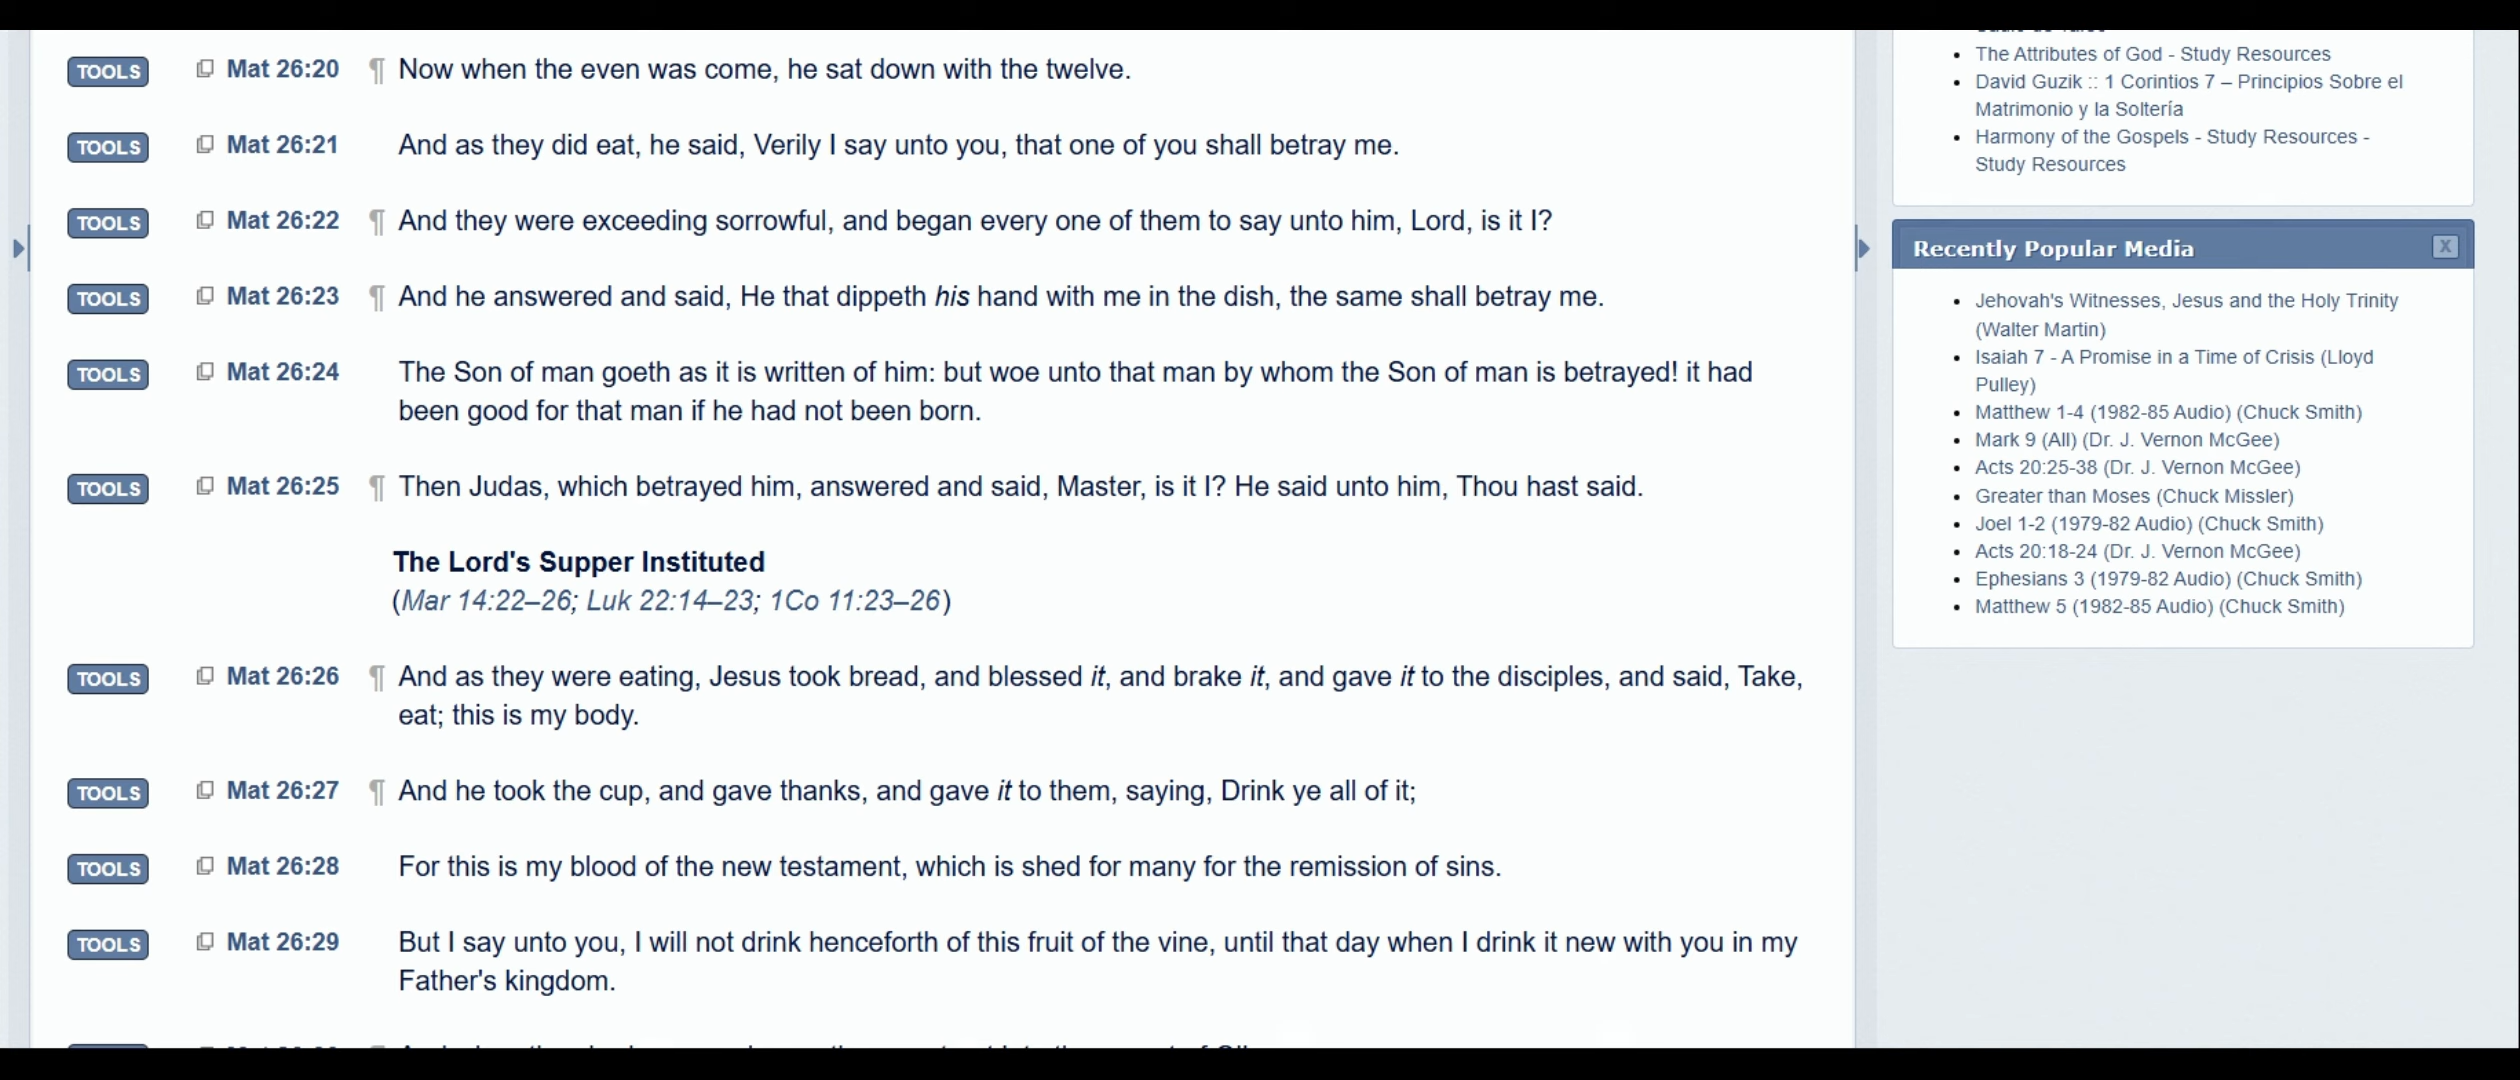 TOOLS Mat 26:20 ¶ Now when the even was come, he sat down with the twelve.
TOOLS Mat 26:21 And as they did eat, he said, Verily I say unto you, that one of you shall betray me.
TOOLS Mat 26:22 ¶ And they were exceeding sorrowful, and began every one of them to say unto him, Lord, is it I?
TOOLS Mat 26:23 ¶ And he answered and said, He that dippeth his hand with me in the dish, the same shall betray me.
TOOLS Mat 26:24 The Son of man goeth as it is written of him: but woe unto that man by whom the Son of man is betrayed! it had
been good for that man if he had not been born.
TOOLS Mat 26:25 ¶ Then Judas, which betrayed him, answered and said, Master, is it I? He said unto him, Thou hast said.
The Lord's Supper Instituted
(Mar 14:22–26; Luk 22:14–23; 1Co 11:23–26)
TOOLS Mat 26:26 ¶ And as they were eating, Jesus took bread, and blessed it, and brake it, and gave it to the disciples, and said, Take,
eat; this is my body.
TOOLS Mat 26:27 ¶ And he took the cup, and gave thanks, and gave it to them, saying, Drink ye all of it;
TOOLS Mat 26:28 For this is my blood of the new testament, which is shed for many for the remission of sins.
TOOLS Mat 26:29 But I say unto you, I will not drink henceforth of this fruit of the vine, until that day when I drink it new with you in my
Father's kingdom.
• The Attributes of God - Study Resources
• David Guzik :: 1 Corintios 7 – Principios Sobre el
Matrimonio y la Soltería
• Harmony of the Gospels - Study Resources -
Study Resources
Recently Popular Media X
• Jehovah's Witnesses, Jesus and the Holy Trinity
(Walter Martin)
• Isaiah 7 - A Promise in a Time of Crisis (Lloyd
Pulley)
• Matthew 1-4 (1982-85 Audio) (Chuck Smith)
• Mark 9 (All) (Dr. J. Vernon McGee)
• Acts 20:25-38 (Dr. J. Vernon McGee)
• Greater than Moses (Chuck Missler)
• Joel 1-2 (1979-82 Audio) (Chuck Smith)
• Acts 20:18-24 (Dr. J. Vernon McGee)
• Ephesians 3 (1979-82 Audio) (Chuck Smith)
• Matthew 5 (1982-85 Audio) (Chuck Smith)